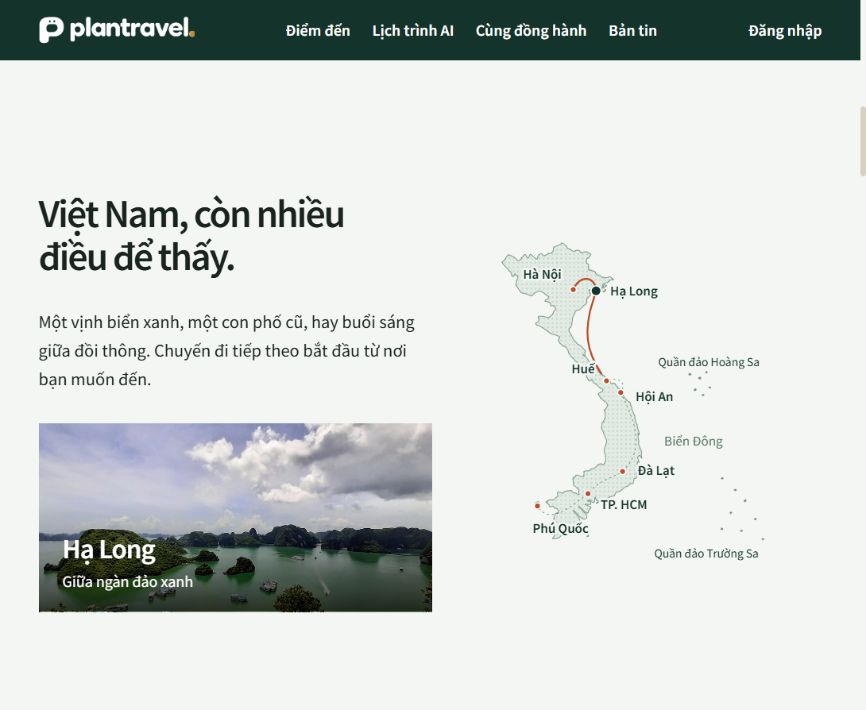 plantravel.
Điểm đến
Lịch trình AI
Cùng đồng hành
Bản tin
Đăng nhập
Việt Nam, còn nhiều
điều để thấy.
Một vịnh biển xanh, một con phố cũ, hay buổi sáng
giữa đồi thông. Chuyến đi tiếp theo bắt đầu từ nơi
bạn muốn đến.
Hạ Long
Giữa ngàn đảo xanh
Hà Nội
Hạ Long
Huế
Quần đảo Hoàng Sa
Hội An
Biển Đông
Đà Lạt
TP. HCM
Phú Quốc
Quần đảo Trường Sa